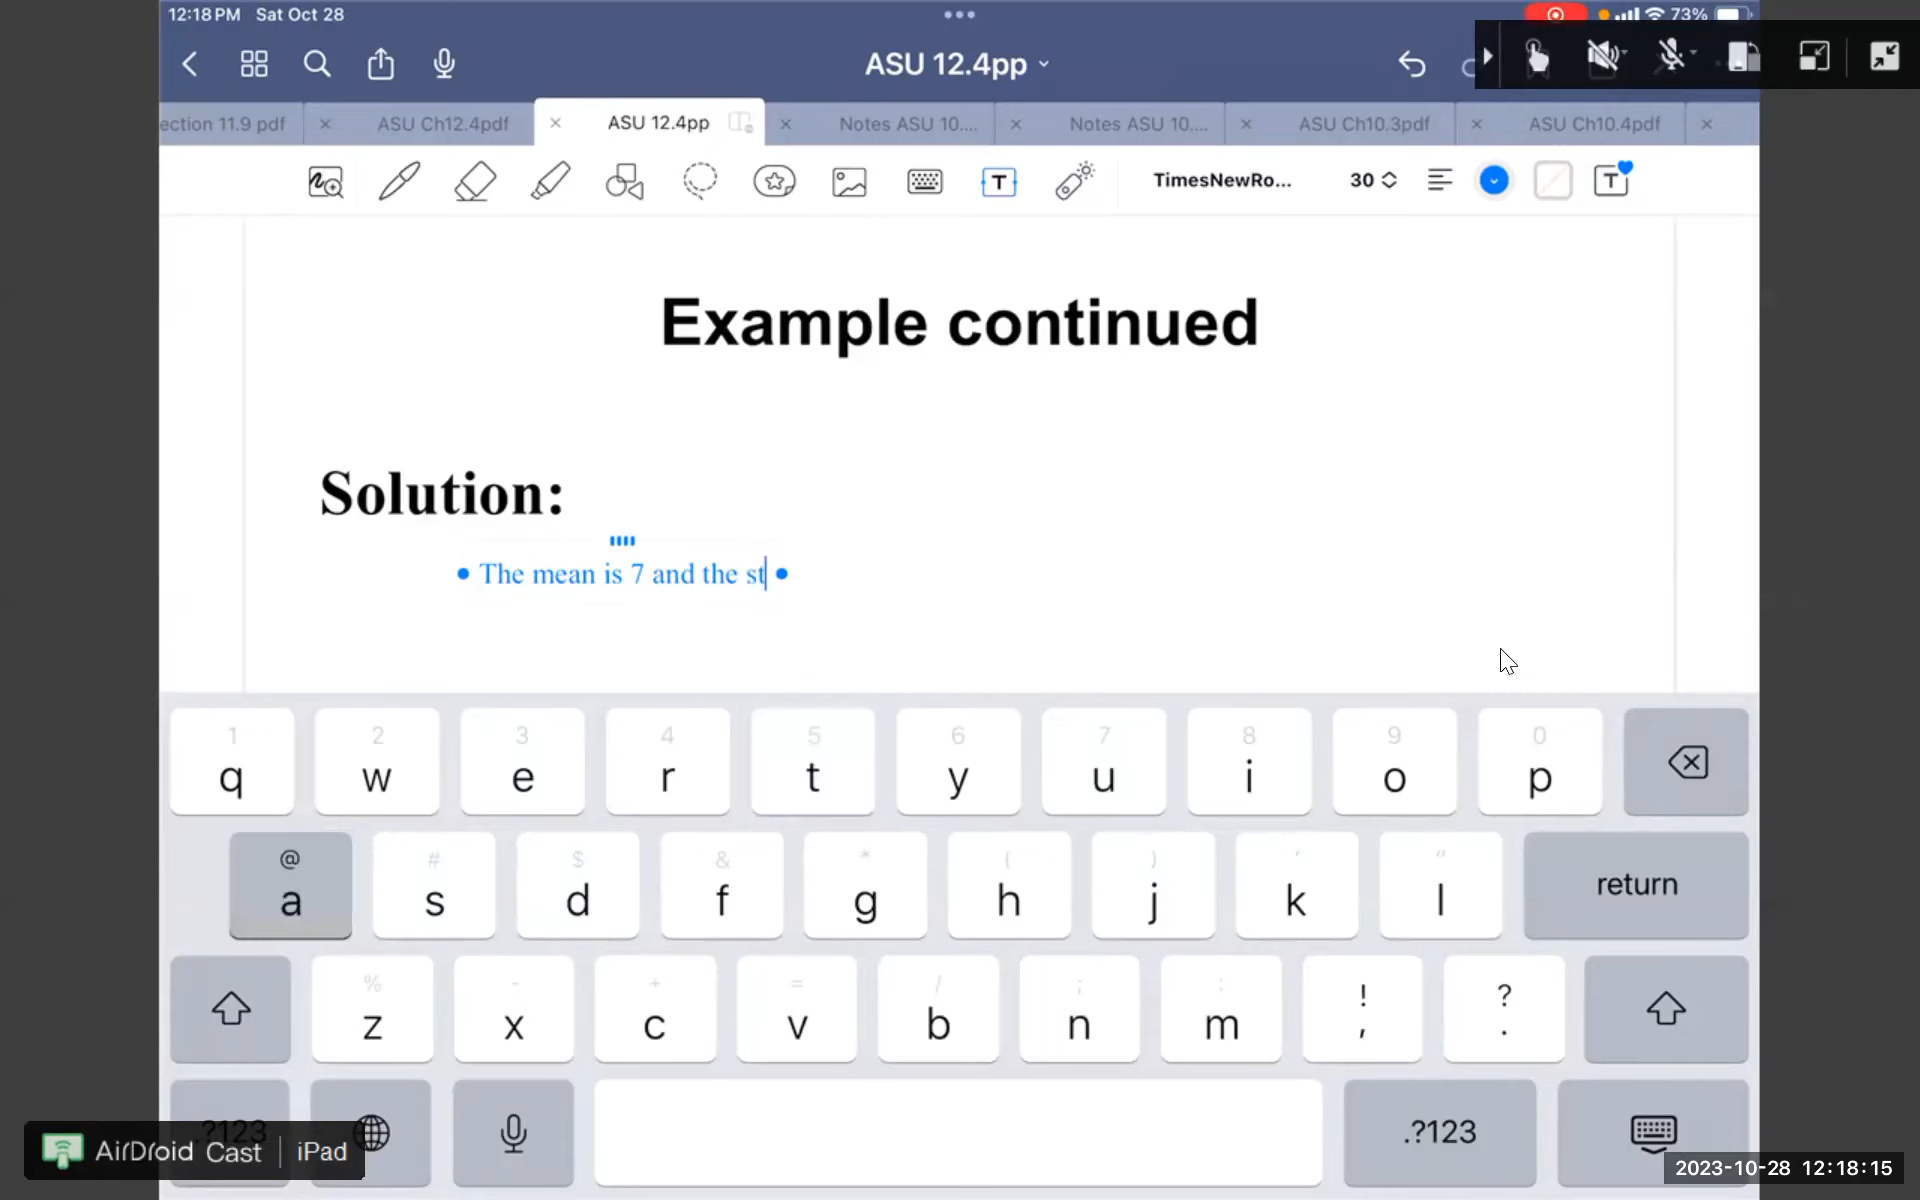 12:18 PM Sat Oct 28
73%
ASU 12.4pp
ection 11.9 pdf
ASU Ch12.4pdf
ASU 12.4pp
Notes ASU 10....
Notes ASU 10....
ASU Ch10.3pdf
ASU Ch10.4pdf
T
TimesNewRo...
30
T
Example continued
Solution:
The mean is 7 and the st
1 2 3 4 5 6 7 8 9 0
q w e r t y u i o p
@ # $ & * ( ) ' "
a s d f g h j k l return
% - + = / ; : ! ?
z x c v b n m , .
.?123 .?123
AirDroid Cast | iPad
2023-10-28 12:18:15